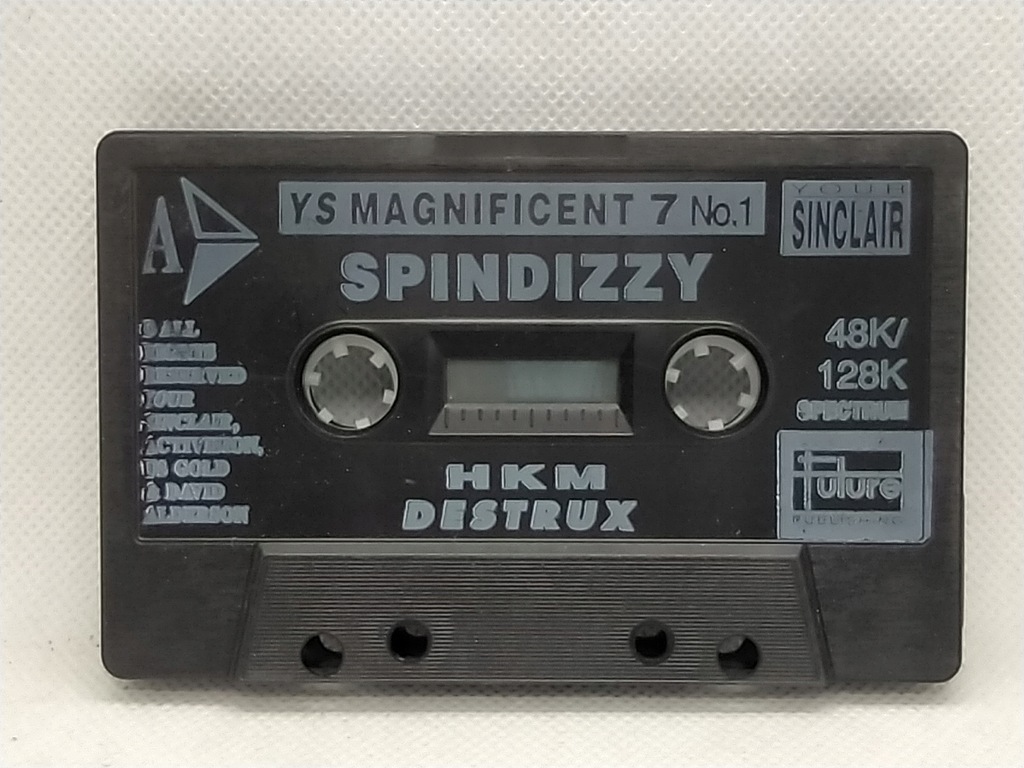 A
YS MAGNIFICENT 7 No.1
YOUR
SINCLAIR
SPINDIZZY
© ALL
RIGHTS
RESERVED
YOUR
SINCLAIR,
ACTIVISION,
US GOLD
& DAVID
ALDERSON
48K/
128K
SPECTRUM
HKM
DESTRUX
Future
PUBLISHING